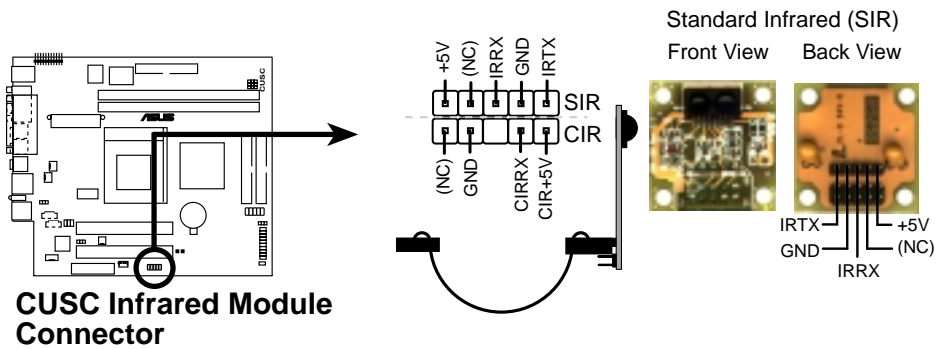 Standard Infrared (SIR)
Front View Back View
CUSC
ASUS
+5V
(NC)
IRRX
GND
IRTX
SIR
CIR
(NC)
GND
CIRRX
CIR+5V
IRTX
GND
IRRX
+5V
(NC)
CUSC Infrared Module
Connector